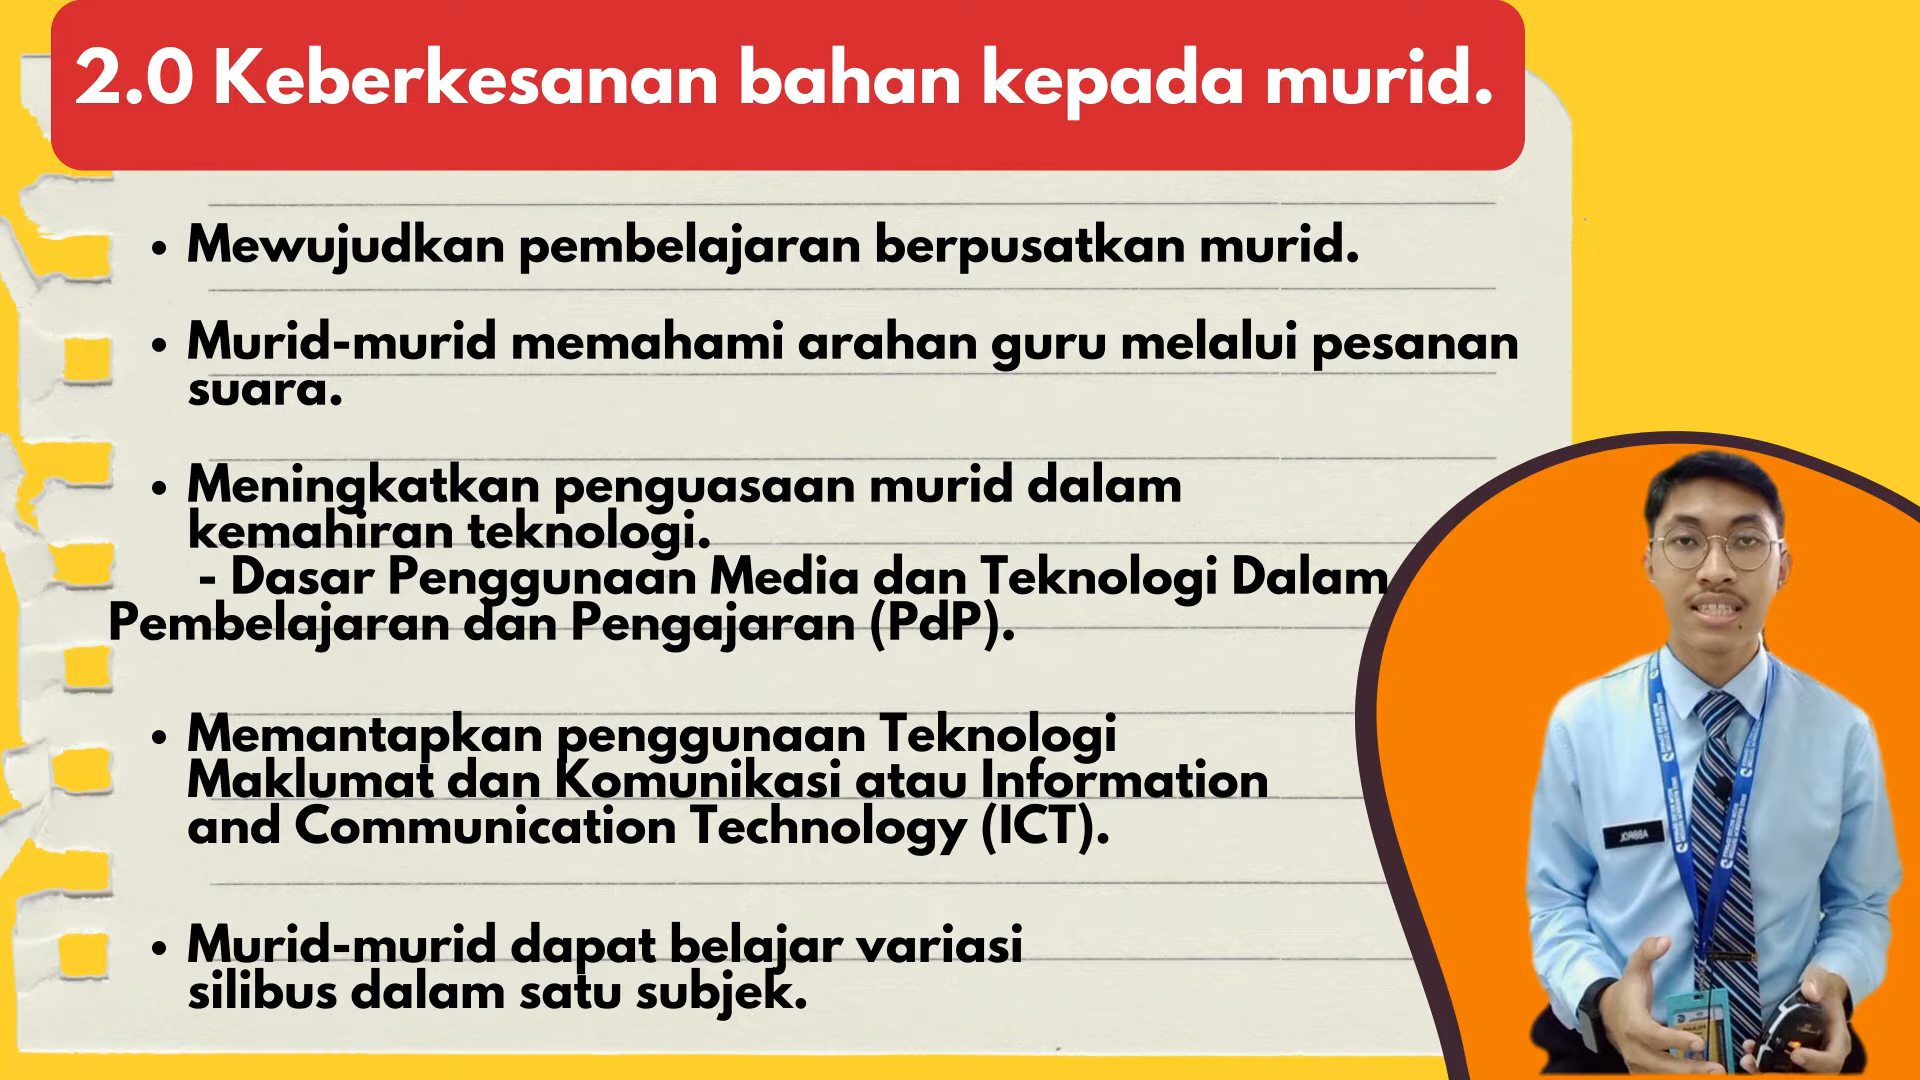 2.0 Keberkesanan bahan kepada murid.
• Mewujudkan pembelajaran berpusatkan murid.
• Murid-murid memahami arahan guru melalui pesanan
suara.
• Meningkatkan penguasaan murid dalam
kemahiran teknologi.
- Dasar Penggunaan Media dan Teknologi Dalam
Pembelajaran dan Pengajaran (PdP).
• Memantapkan penggunaan Teknologi
Maklumat dan Komunikasi atau Information
and Communication Technology (ICT).
• Murid-murid dapat belajar variasi
silibus dalam satu subjek.